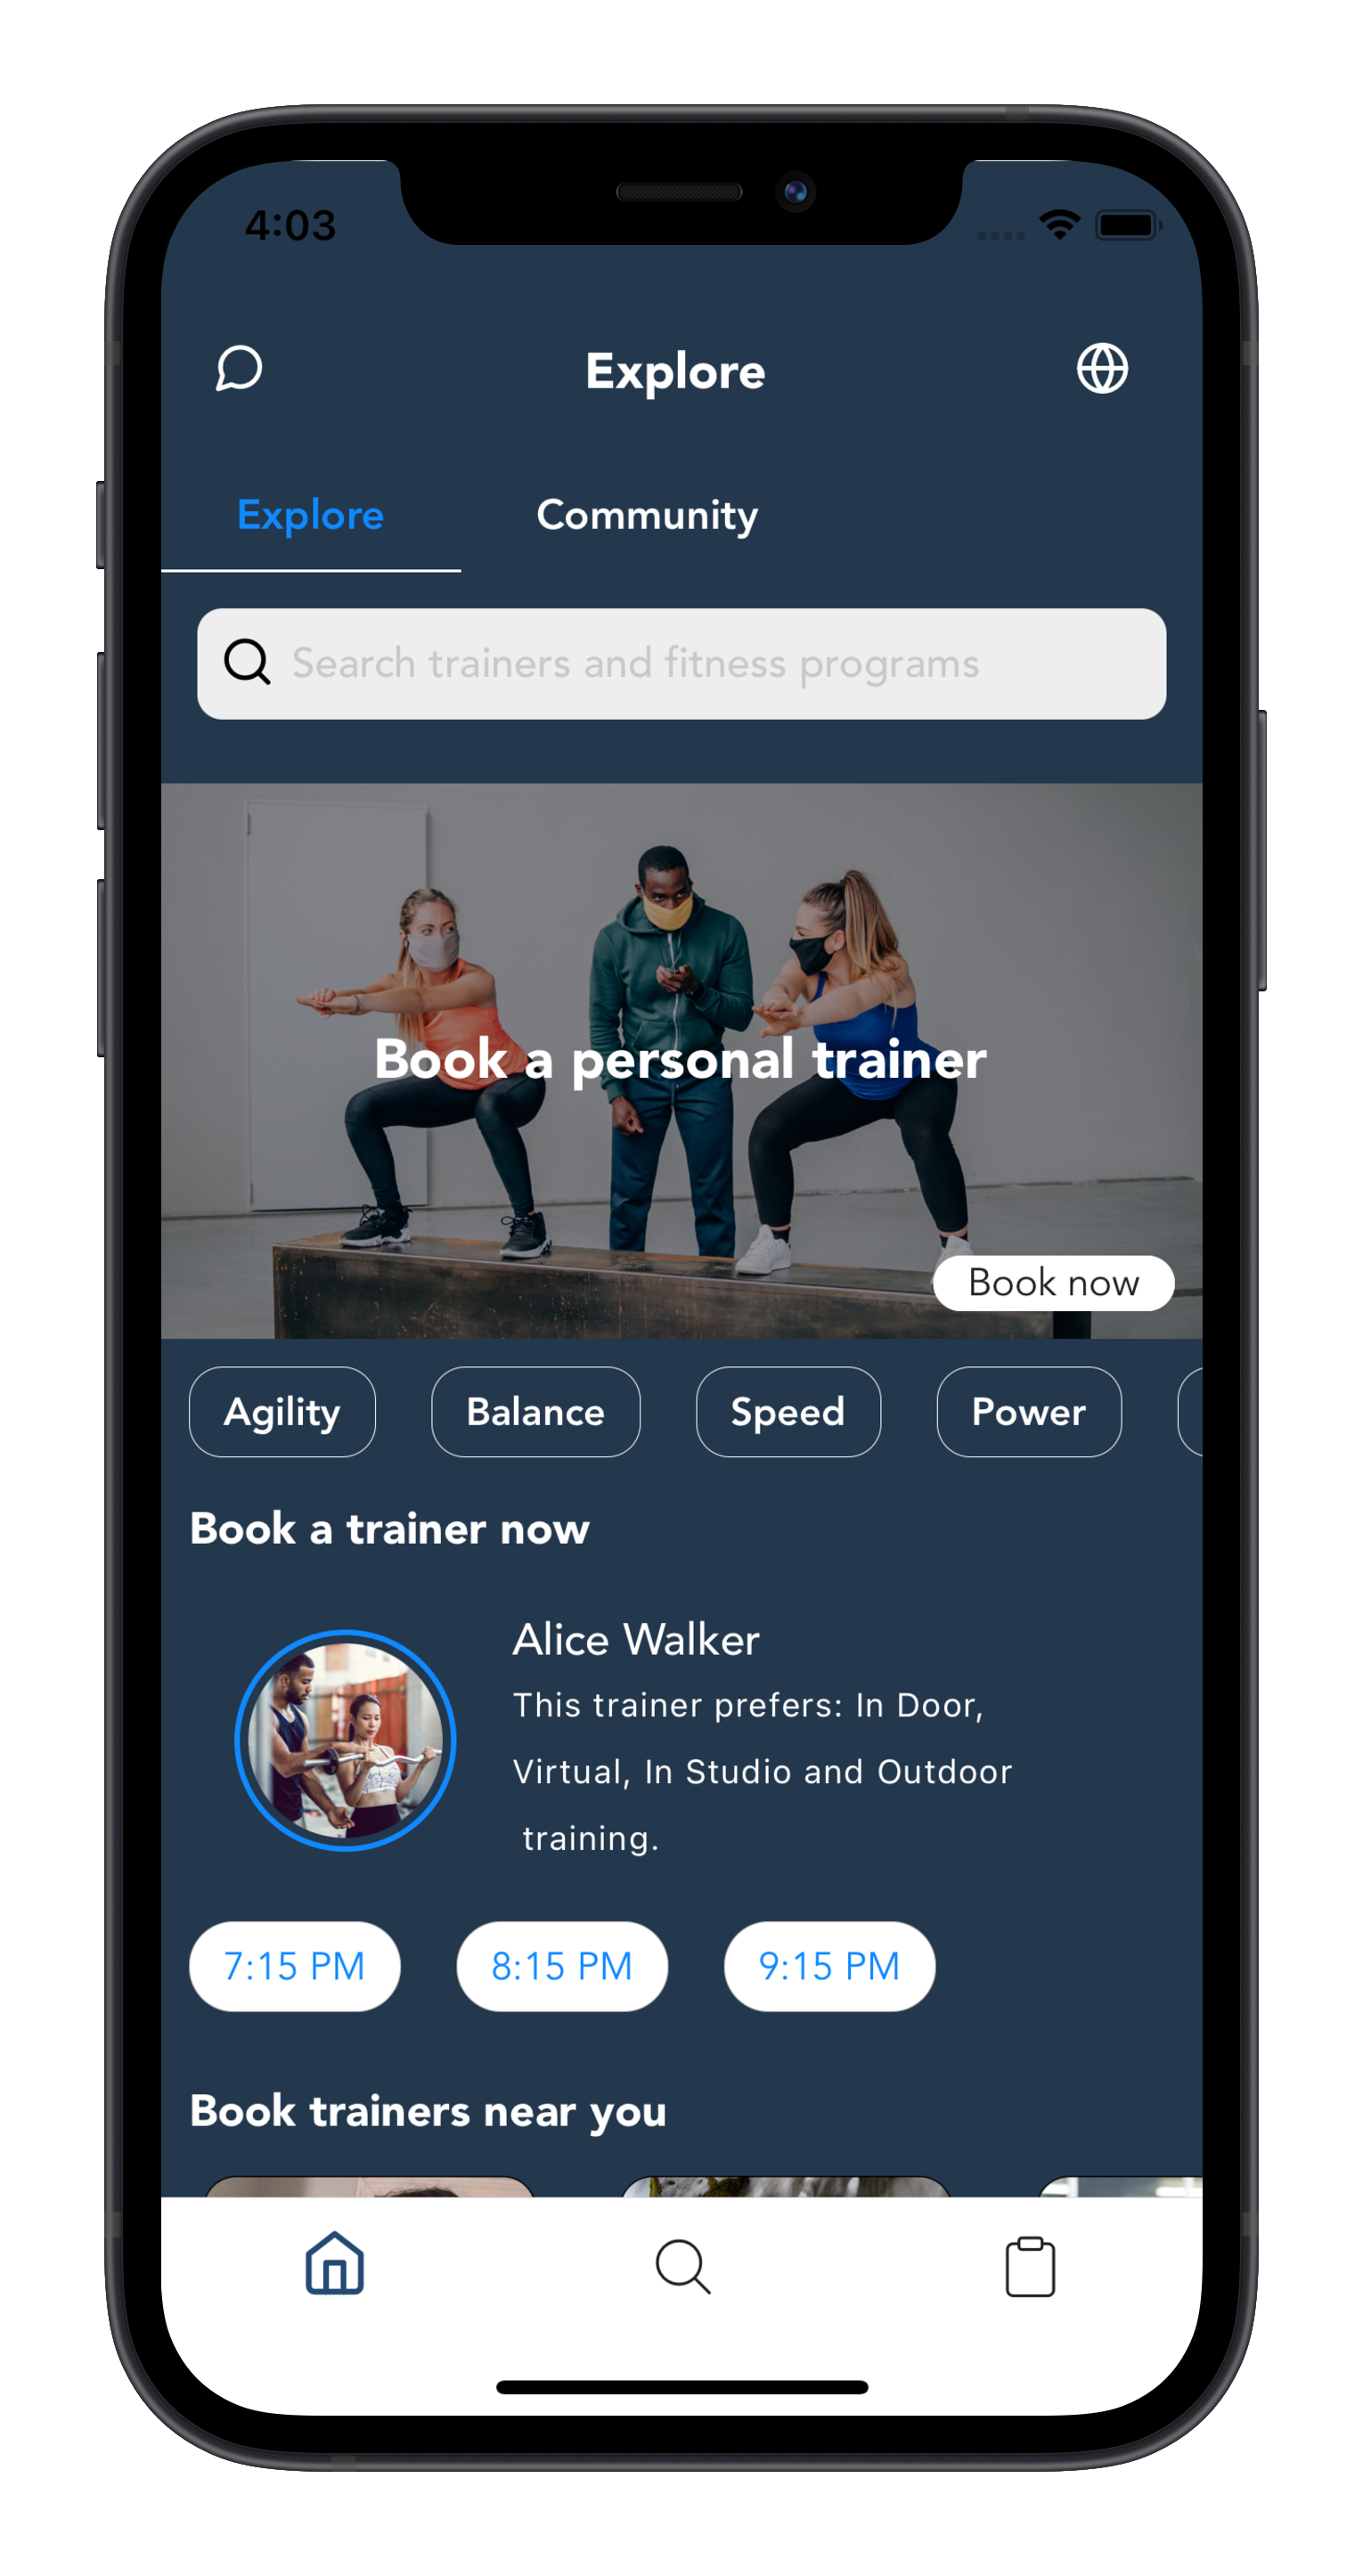 4:03
Explore
Explore Community
Search trainers and fitness programs
Book a personal trainer
Book now
Agility Balance Speed Power
Book a trainer now
Alice Walker
This trainer prefers: In Door,
Virtual, In Studio and Outdoor
training.
7:15 PM 8:15 PM 9:15 PM
Book trainers near you